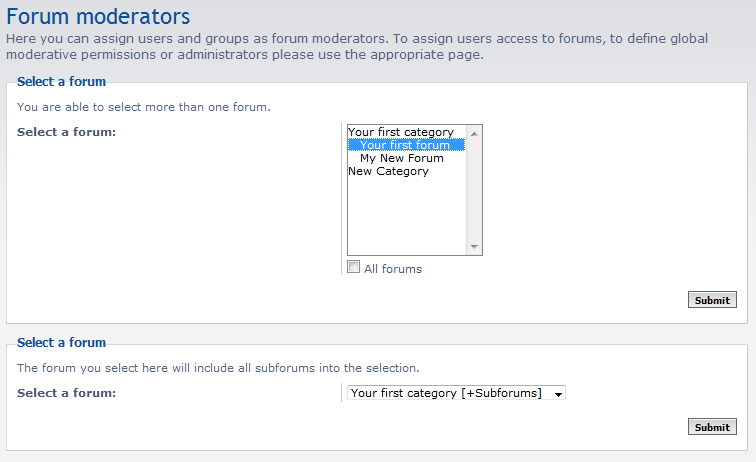 Forum moderators
Here you can assign users and groups as forum moderators. To assign users access to forums, to define global
moderative permissions or administrators please use the appropriate page.
Select a forum
You are able to select more than one forum.
Select a forum:
Your first category
Your first forum
My New Forum
New Category
All forums
Submit
Select a forum
The forum you select here will include all subforums into the selection.
Select a forum:
Your first category [+Subforums]
Submit